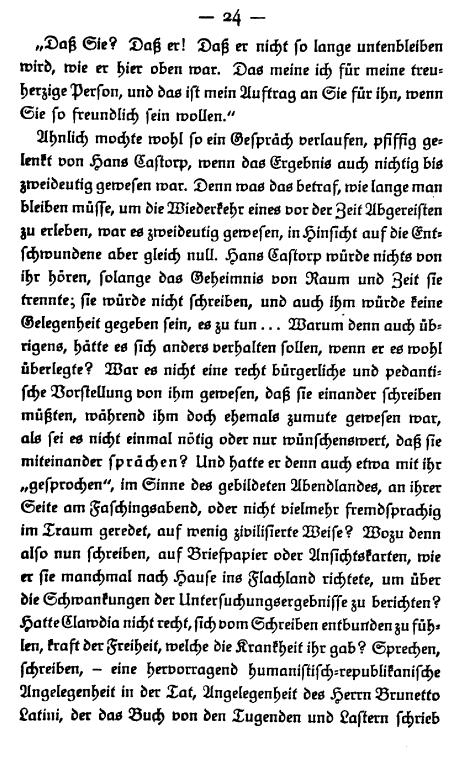 — 24 —
„Daß Sie? Daß er! Daß er nicht so lange untenbleiben
wird, wie er hier oben war. Das meine ich für meine treu-
herzige Person, und das ist mein Auftrag an Sie für ihn, wenn
Sie so freundlich sein wollen.“
Ähnlich mochte wohl so ein Gespräch verlaufen, pfiffig ge-
lenkt von Hans Castorp, wenn das Ergebnis auch nichtig bis
zweideutig gewesen war. Denn was das betraf, wie lange man
bleiben müsse, um die Wiederkehr eines vor der Zeit Abgereisten
zu erleben, war es zweideutig gewesen, in Hinsicht auf die Ent-
schwundene aber gleich null. Hans Castorp würde nichts von
ihr hören, solange das Geheimnis von Raum und Zeit sie
trennte; sie würde nicht schreiben, und auch ihm würde keine
Gelegenheit gegeben sein, es zu tun ... Warum denn auch üb-
rigens, hätte es sich anders verhalten sollen, wenn er es wohl
überlegte? War es nicht eine recht bürgerliche und pedanti-
sche Vorstellung von ihm gewesen, daß sie einander schreiben
müßten, während ihm doch ehemals zumute gewesen war,
als sei es nicht einmal nötig oder nur wünschenswert, daß sie
miteinander sprächen? Und hatte er denn auch etwa mit ihr
„gesprochen“, im Sinne des gebildeten Abendlandes, an ihrer
Seite am Faschingsabend, oder nicht vielmehr fremdsprachig
im Traum geredet, auf wenig zivilisierte Weise? Wozu denn
also nun schreiben, auf Briefpapier oder Ansichtskarten, wie
er sie manchmal nach Hause ins Flachland richtete, um über
die Schwankungen der Untersuchungsergebnisse zu berichten?
Hatte Clawdia nicht recht, sich vom Schreiben entbunden zu füh-
len, kraft der Freiheit, welche die Krankheit ihr gab? Sprechen,
schreiben, – eine hervorragend humanistisch-republikanische
Angelegenheit in der Tat, Angelegenheit des Herrn Brunetto
Latini, der das Buch von den Tugenden und Lastern schrieb